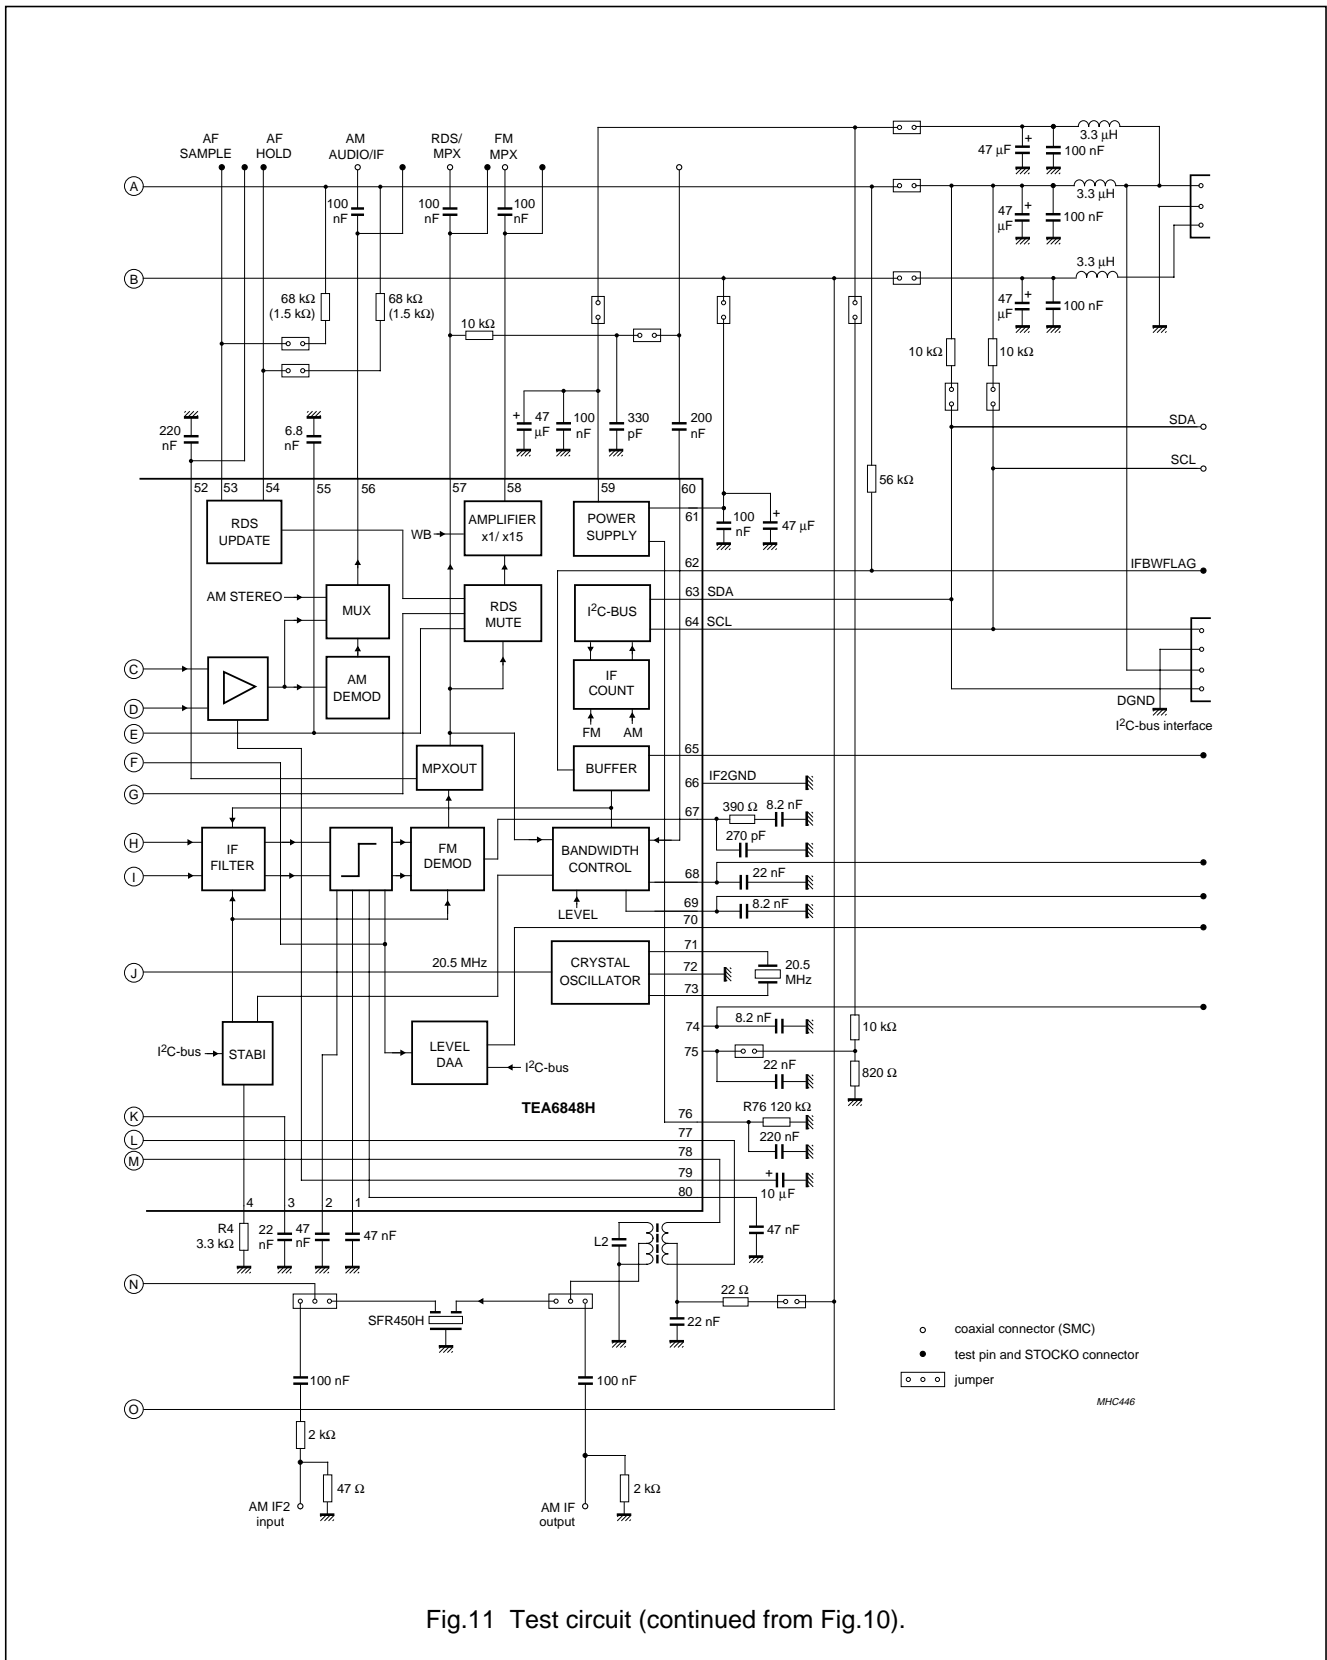 AF
SAMPLE
AF
HOLD
AM
AUDIO/IF
RDS/
MPX
FM
MPX
3.3 μH
47 μF
+
100 nF
A
100
nF
100
nF
100
nF
3.3 μH
47
μF
+
100 nF
B
3.3 μH
68 kΩ
(1.5 kΩ)
68 kΩ
(1.5 kΩ)
47
μF
+
100 nF
10 kΩ
10 kΩ
10 kΩ
220
nF
6.8
nF
+
47
μF
100
nF
330
pF
200
nF
SDA
SCL
56 kΩ
52
53
54
55
56
57
58
59
60
61
RDS
UPDATE
WB
AMPLIFIER
x1/ x15
POWER
SUPPLY
100
nF
+
47 μF
62
IFBWFLAG
AM STEREO
MUX
RDS
MUTE
I2C-BUS
63
SDA
64
SCL
C
D
AM
DEMOD
IF
COUNT
FM
AM
DGND
I2C-bus interface
E
F
MPXOUT
BUFFER
65
66
IF2GND
G
67
390 Ω
8.2 nF
H
I
IF
FILTER
FM
DEMOD
BANDWIDTH
CONTROL
270 pF
68
22 nF
LEVEL
69
8.2 nF
70
J
20.5 MHz
CRYSTAL
OSCILLATOR
71
72
73
20.5
MHz
74
8.2 nF
10 kΩ
I2C-bus
STABI
LEVEL
DAA
I2C-bus
75
22 nF
820 Ω
TEA6848H
K
76
R76 120 kΩ
L
77
220 nF
M
78
79
+
10 μF
80
4
3
2
1
R4
3.3 kΩ
22
nF
47
nF
47 nF
L2
47 nF
N
SFR450H
22 Ω
22 nF
coaxial connector (SMC)
test pin and STOCKO connector
jumper
100 nF
100 nF
MHC446
O
2 kΩ
47 Ω
2 kΩ
AM IF2
input
AM IF
output
Fig.11 Test circuit (continued from Fig.10).